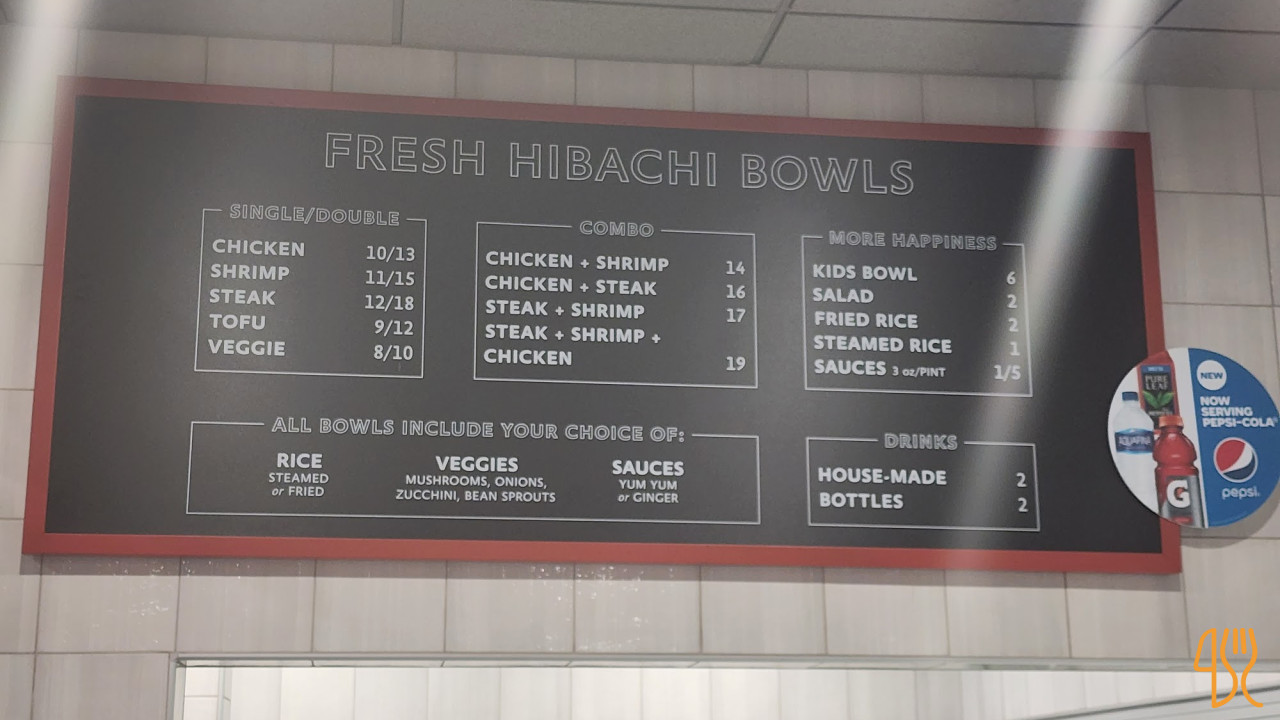 FRESH HIBACHI BOWLS
SINGLE/DOUBLE
CHICKEN 10/13
SHRIMP 11/15
STEAK 12/18
TOFU 9/12
VEGGIE 8/10
COMBO
CHICKEN + SHRIMP 14
CHICKEN + STEAK 16
STEAK + SHRIMP 17
STEAK + SHRIMP +
CHICKEN 19
MORE HAPPINESS
KIDS BOWL 6
SALAD 2
FRIED RICE 2
STEAMED RICE 1
SAUCES 3 oz/PINT 1/5
ALL BOWLS INCLUDE YOUR CHOICE OF:
RICE
STEAMED
or FRIED
VEGGIES
MUSHROOMS, ONIONS,
ZUCCHINI, BEAN SPROUTS
SAUCES
YUM YUM
or GINGER
DRINKS
HOUSE-MADE 2
BOTTLES 2
NEW
NOW
SERVING
PEPSI-COLA
pepsi.
PURE
LEAF
AQUAFINA
G